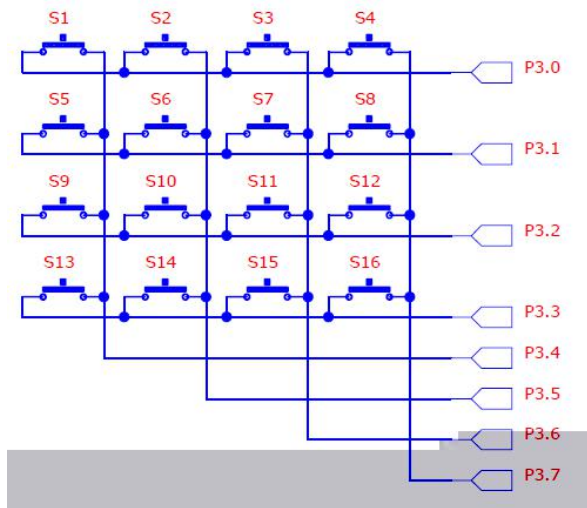 S1 S2 S3 S4
P3.0
S5 S6 S7 S8
P3.1
S9 S10 S11 S12
P3.2
S13 S14 S15 S16
P3.3
P3.4
P3.5
P3.6
P3.7